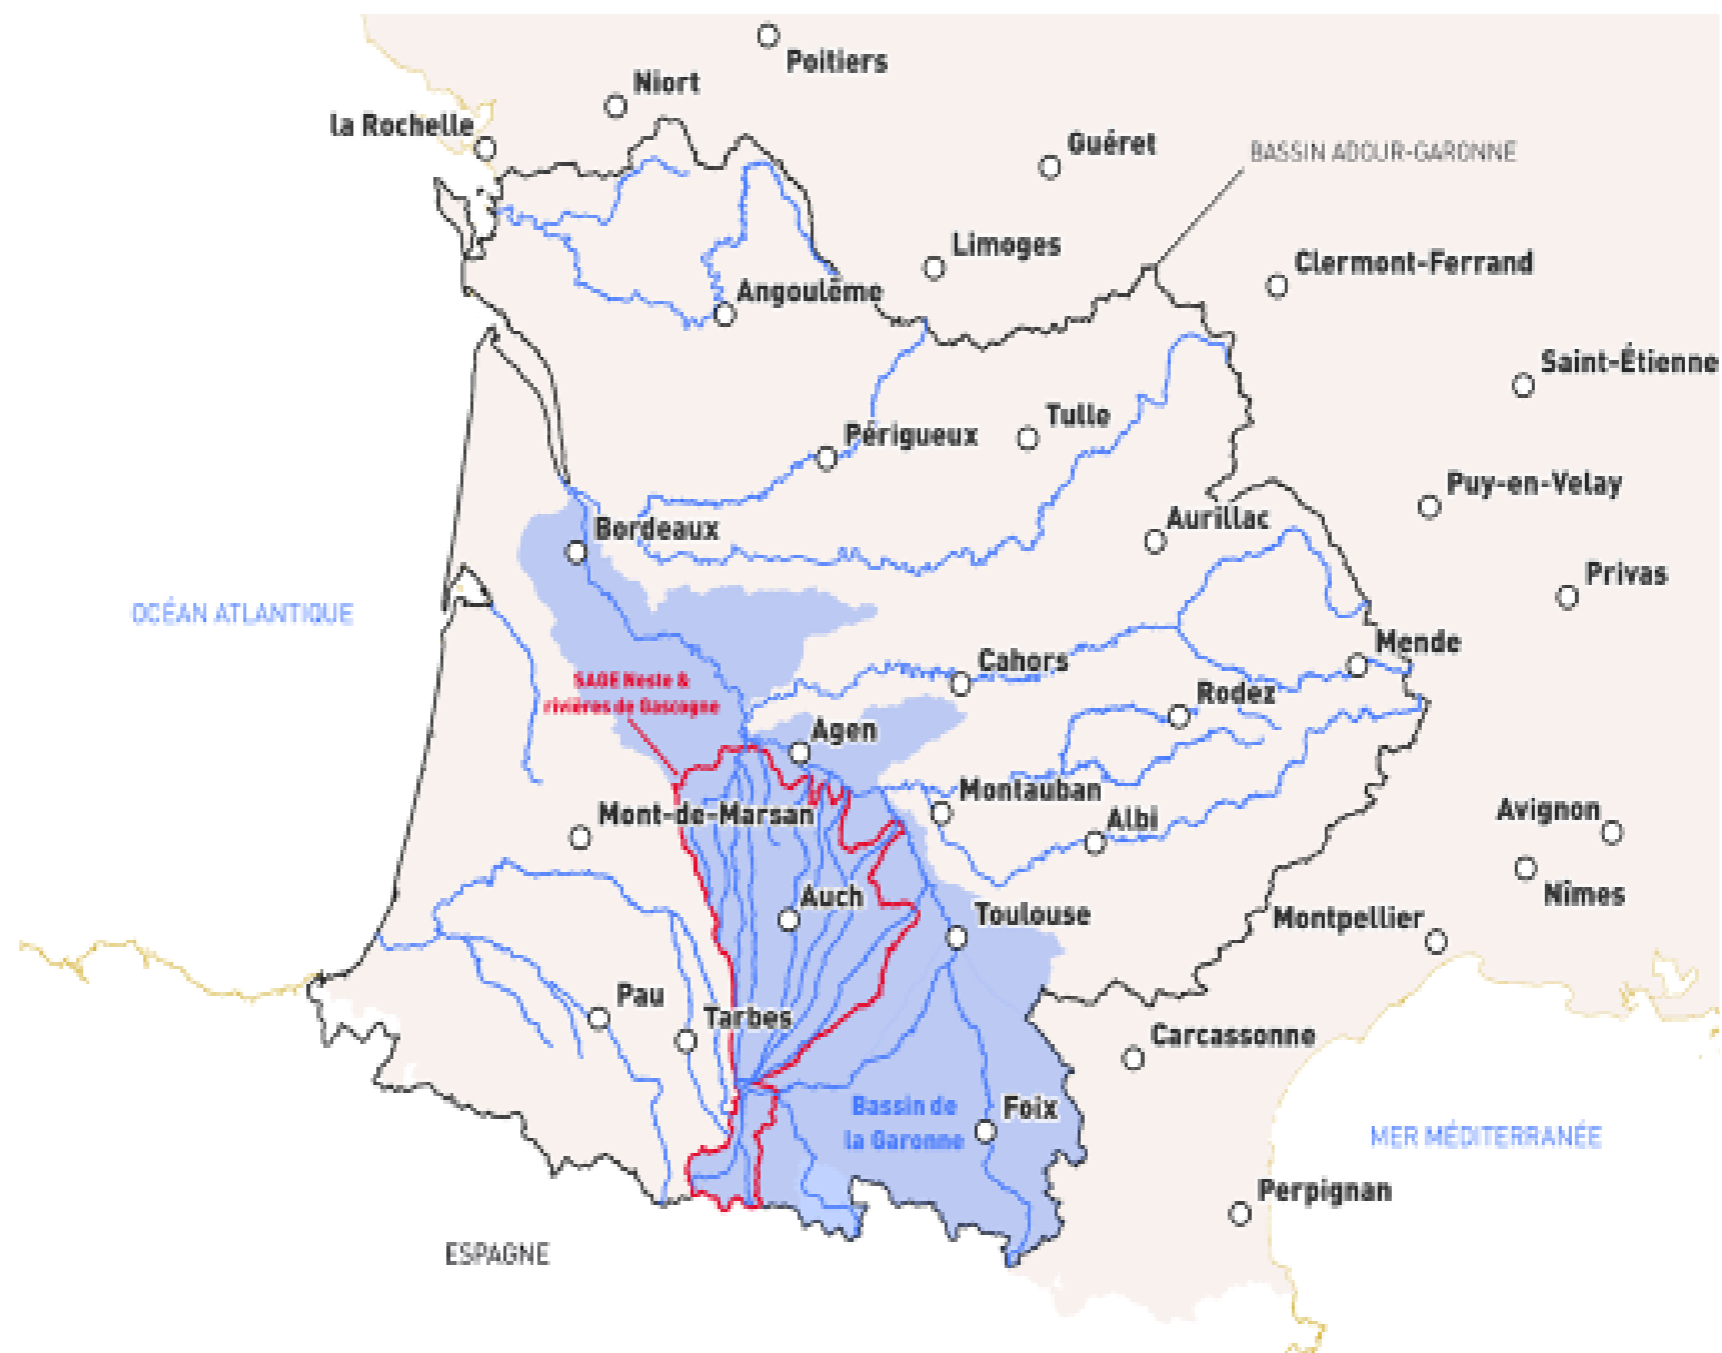 Poitiers
Niort
la Rochelle
Guéret
BASSIN ADOUR-GARONNE
Limoges
Clermont-Ferrand
Angoulême
Saint-Étienne
Tulle
Périgueux
Puy-en-Velay
Aurillac
Bordeaux
Privas
OCÉAN ATLANTIQUE
Mende
Cahors
SAGE Neste &
rivières de Gascogne
Rodez
Agen
Montauban
Avignon
Mont-de-Marsan
Albi
Nîmes
Auch
Toulouse
Montpellier
Pau
Tarbes
Carcassonne
Bassin de
la Garonne
Foix
MER MÉDITERRANÉE
Perpignan
ESPAGNE